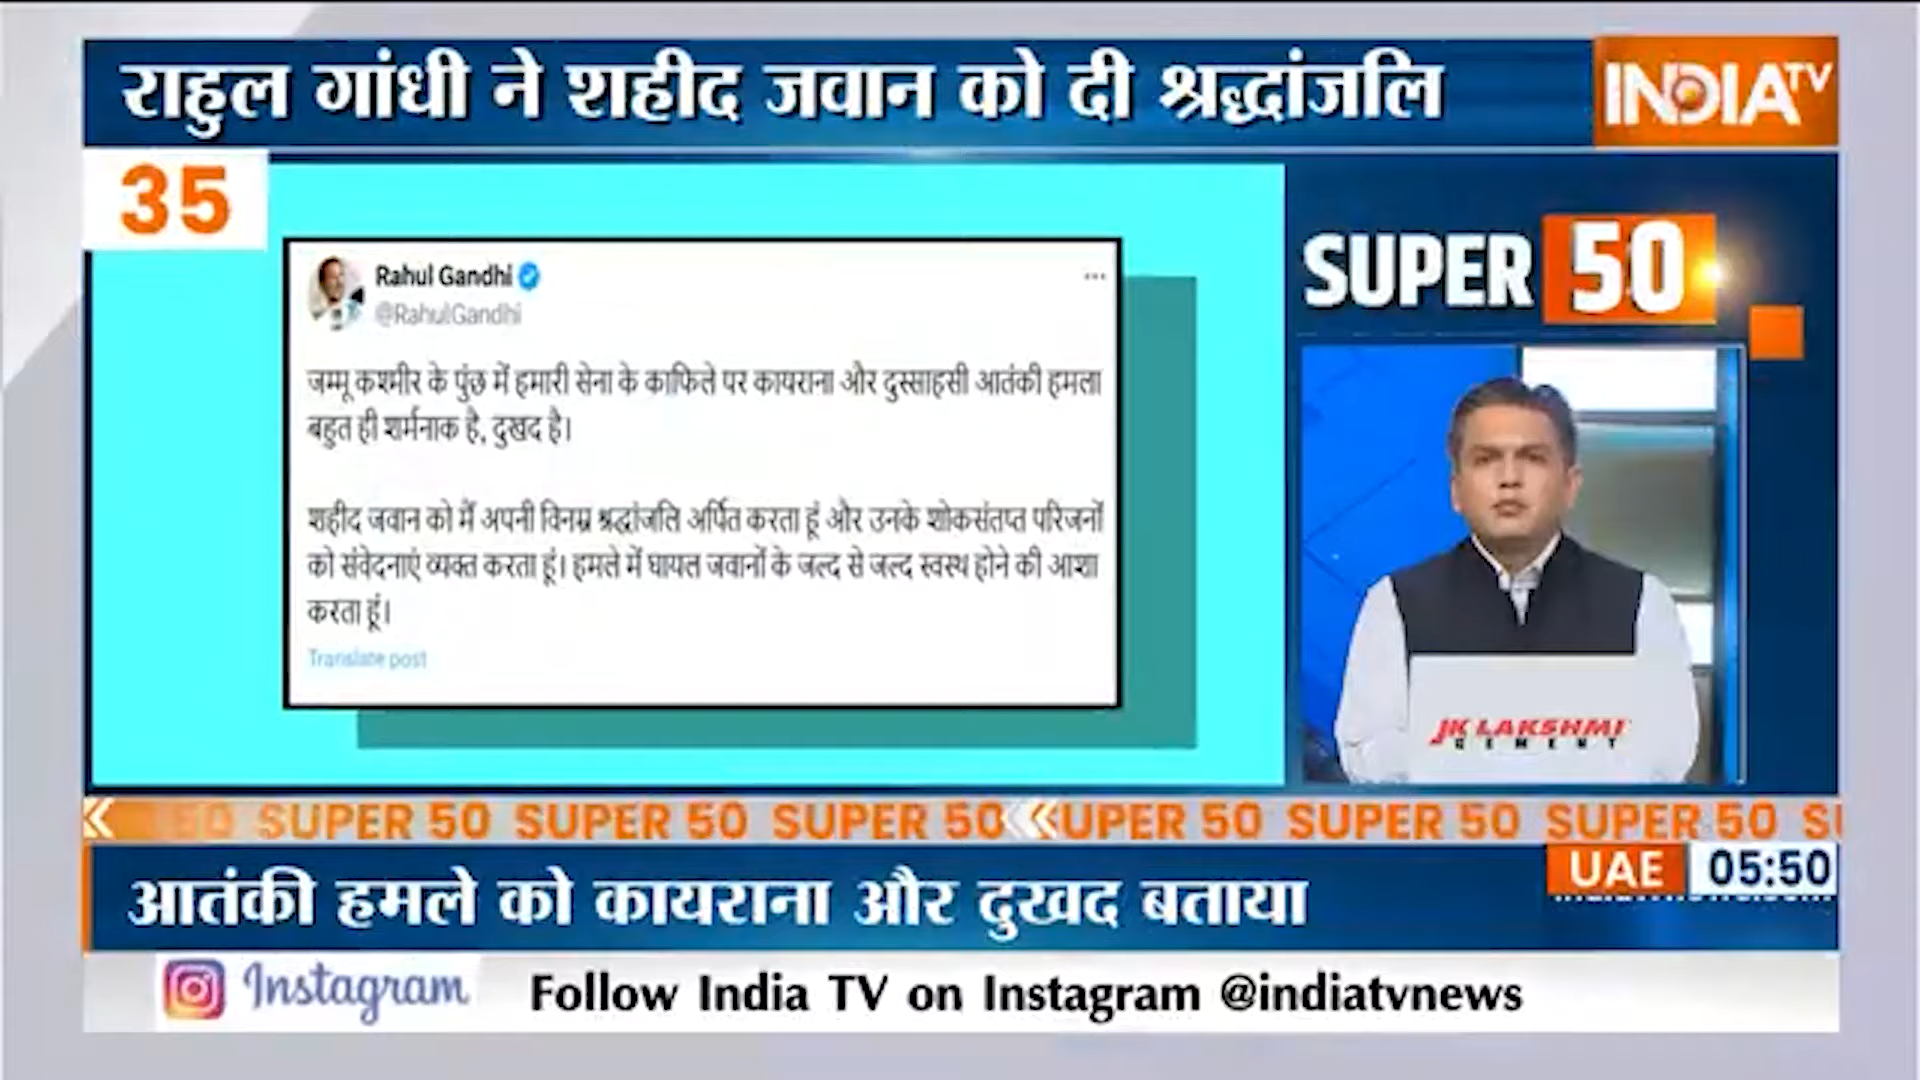 राहुल गांधी ने शहीद जवान को दी श्रद्धांजलि
INDIA TV
35
SUPER 50
Rahul Gandhi
@RahulGandhi
जम्मू कश्मीर के पुंछ में हमारी सेना के काफिले पर कायराना और दुस्साहसी आतंकी हमला
बहुत ही शर्मनाक है, दुखद है।
शहीद जवान को मैं अपनी विनम्र श्रद्धांजलि अर्पित करता हूं और उनके शोकसंतप्त परिजनों
को संवेदनाएं व्यक्त करता हूं। हमले में घायल जवानों के जल्द से जल्द स्वस्थ होने की आशा
करता हूं।
Translate post
JK LAKSHMI
CEMENT
50 SUPER 50 SUPER 50 SUPER 50 UPER 50 SUPER 50 SUPER 50 SU
UAE 05:50
आतंकी हमले को कायराना और दुखद बताया
Instagram Follow India TV on Instagram @indiatvnews